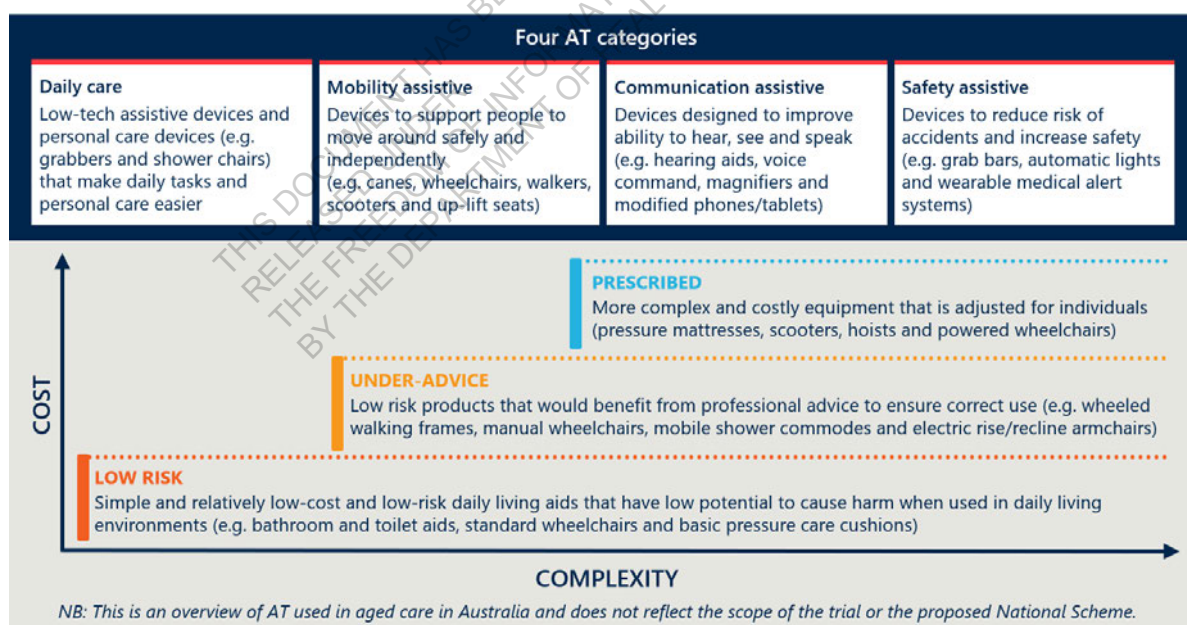 Four AT categories
Daily care
Low-tech assistive devices and
personal care devices (e.g.
grabbers and shower chairs)
that make daily tasks and
personal care easier
Mobility assistive
Devices to support people to
move around safely and
independently
(e.g. canes, wheelchairs, walkers,
scooters and up-lift seats)
Communication assistive
Devices designed to improve
ability to hear, see and speak
(e.g. hearing aids, voice
command, magnifiers and
modified phones/tablets)
Safety assistive
Devices to reduce risk of
accidents and increase safety
(e.g. grab bars, automatic lights
and wearable medical alert
systems)
THIS DOCUMENT HAS BE
RELEASED UNDER
THE FREEDOM OF INFORMAT
BY THE DEPARTMENT OF HEAL
COST
PRESCRIBED
More complex and costly equipment that is adjusted for individuals
(pressure mattresses, scooters, hoists and powered wheelchairs)
UNDER-ADVICE
Low risk products that would benefit from professional advice to ensure correct use (e.g. wheeled
walking frames, manual wheelchairs, mobile shower commodes and electric rise/recline armchairs)
LOW RISK
Simple and relatively low-cost and low-risk daily living aids that have low potential to cause harm when used in daily living
environments (e.g. bathroom and toilet aids, standard wheelchairs and basic pressure care cushions)
COMPLEXITY
NB: This is an overview of AT used in aged care in Australia and does not reflect the scope of the trial or the proposed National Scheme.